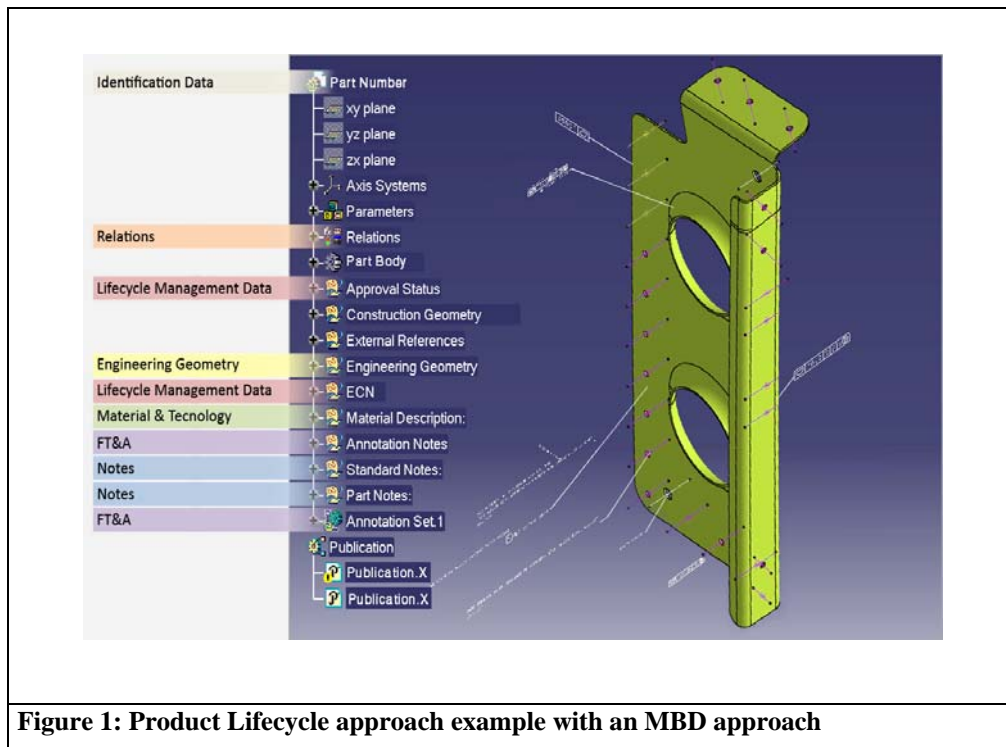 Identification Data Part Number
xy plane
yz plane
zx plane
Axis Systems
Parameters
Relations Relations
Part Body
Lifecycle Management Data Approval Status
Construction Geometry
External References
Engineering Geometry Engineering Geometry
Lifecycle Management Data ECN
Material & Tecnology Material Description:
FT&A Annotation Notes
Notes Standard Notes:
Notes Part Notes:
FT&A Annotation Set.1
Publication
Publication.X
Publication.X
Figure 1: Product Lifecycle approach example with an MBD approach